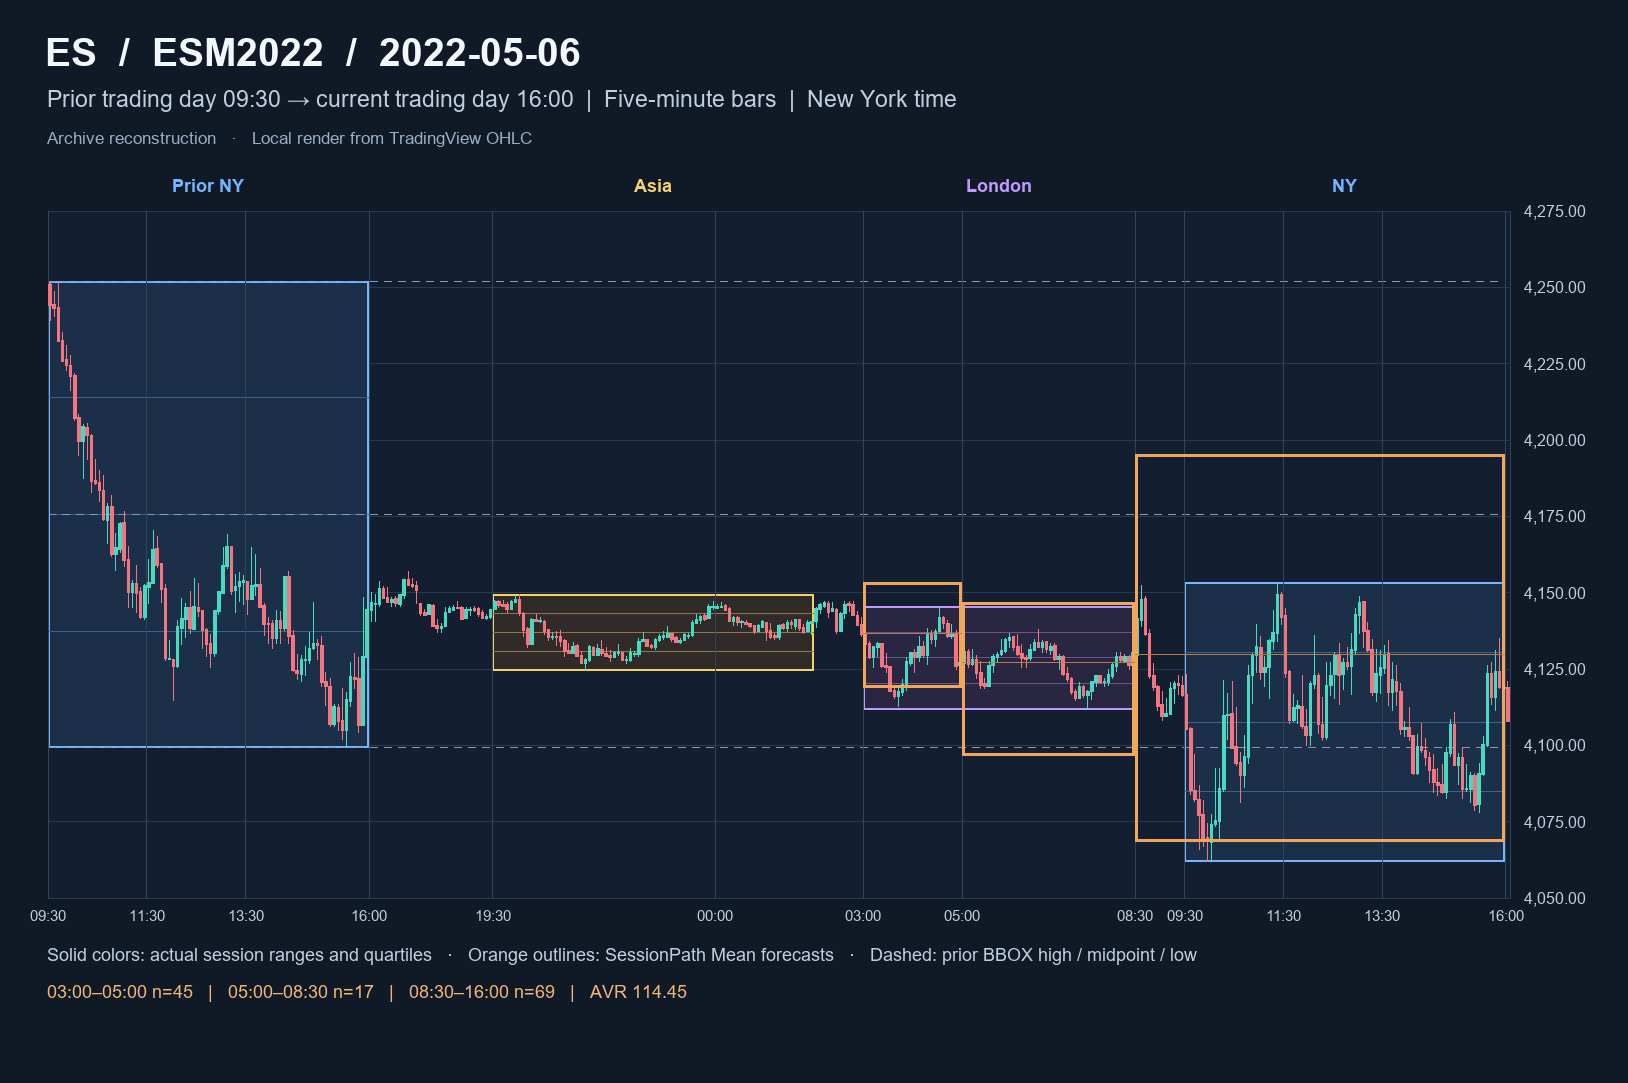 ES / ESM2022 / 2022-05-06
Prior trading day 09:30 → current trading day 16:00 | Five-minute bars | New York time
Archive reconstruction · Local render from TradingView OHLC
Prior NY Asia London NY
4,275.00
4,250.00
4,225.00
4,200.00
4,175.00
4,150.00
4,125.00
4,100.00
4,075.00
4,050.00
09:30 11:30 13:30 16:00 19:30 00:00 03:00 05:00 08:30 09:30 11:30 13:30 16:00
Solid colors: actual session ranges and quartiles · Orange outlines: SessionPath Mean forecasts · Dashed: prior BBOX high / midpoint / low
03:00–05:00 n=45 | 05:00–08:30 n=17 | 08:30–16:00 n=69 | AVR 114.45